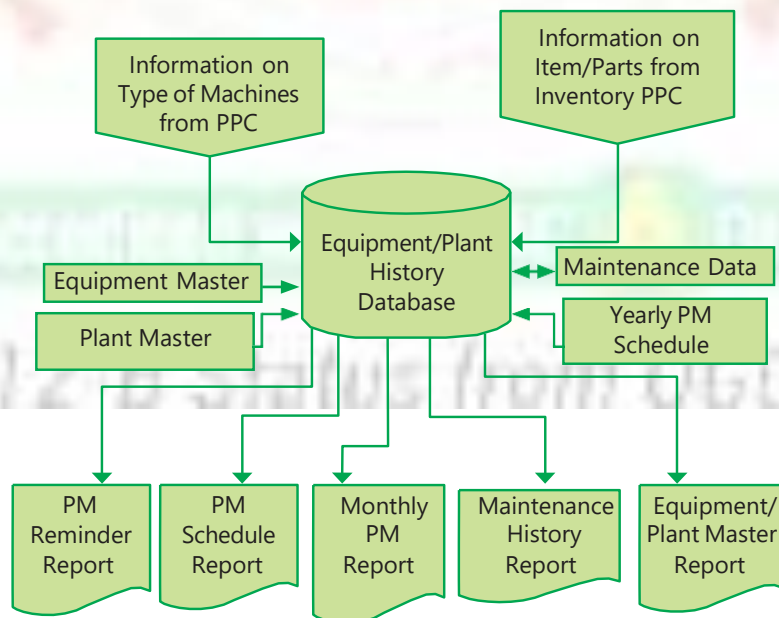 Information on
Type of Machines
from PPC
Information on
Item/Parts from
Inventory PPC
Equipment/Plant
History
Database
Equipment Master
Plant Master
Maintenance Data
Yearly PM
Schedule
PM
Reminder
Report
PM
Schedule
Report
Monthly
PM
Report
Maintenance
History
Report
Equipment/
Plant Master
Report